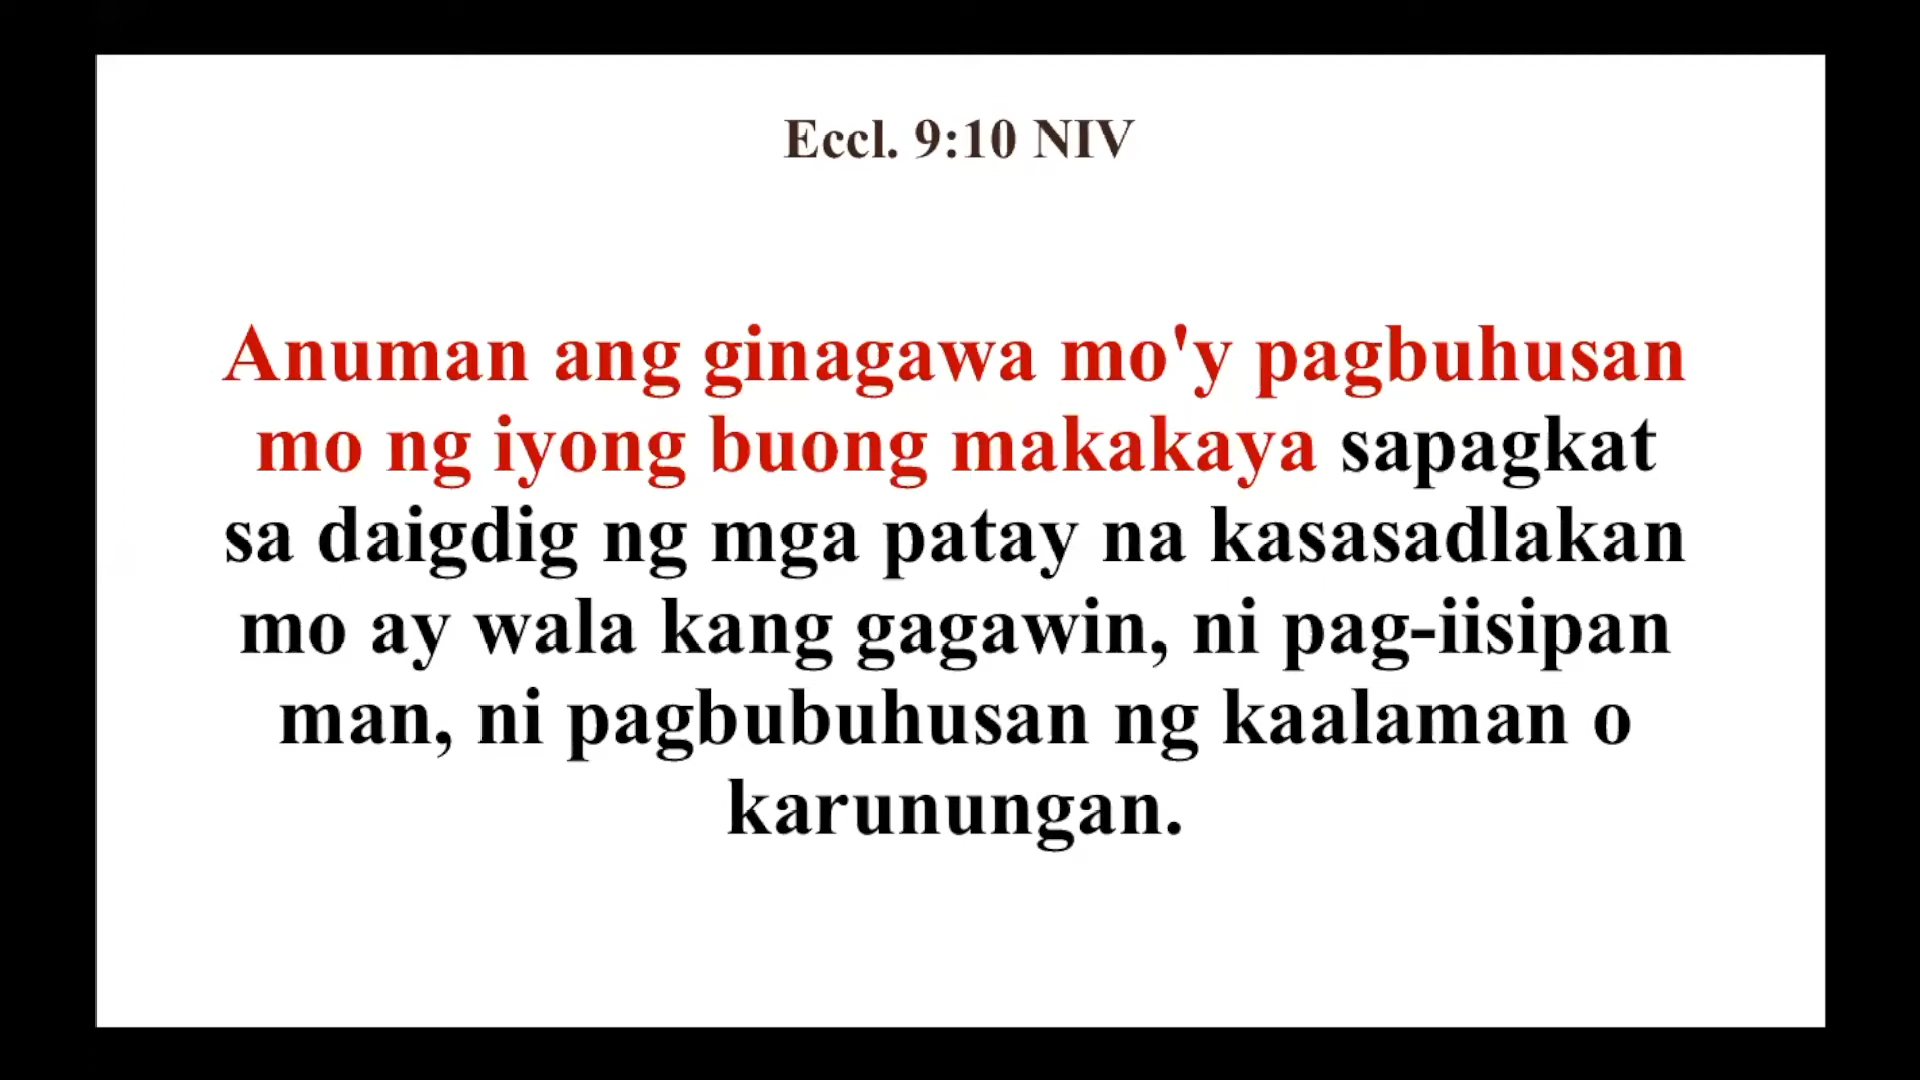 Eccl. 9:10 NIV
Anuman ang ginagawa mo'y pagbuhusan
mo ng iyong buong makakaya sapagkat
sa daigdig ng mga patay na kasasadlakan
mo ay wala kang gagawin, ni pag-iisipan
man, ni pagbubuhusan ng kaalaman o
karunungan.